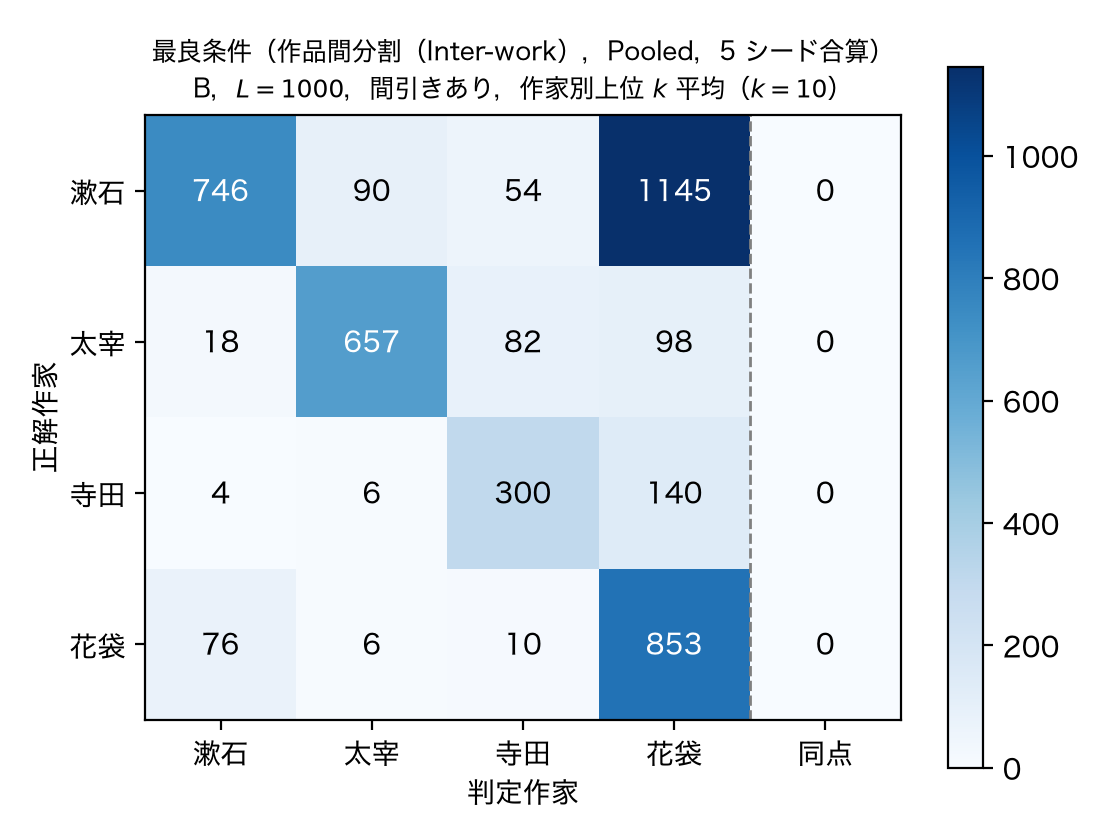 最良条件（作品間分割（Inter-work）, Pooled, 5 シード合算）
B, L = 1000, 間引きあり, 作家別上位 k 平均（k = 10）
漱石 746 90 54 1145 0
太宰 18 657 82 98 0
寺田 4 6 300 140 0
花袋 76 6 10 853 0
漱石 太宰 寺田 花袋 同点
判定作家
正解作家
1000
800
600
400
200
0